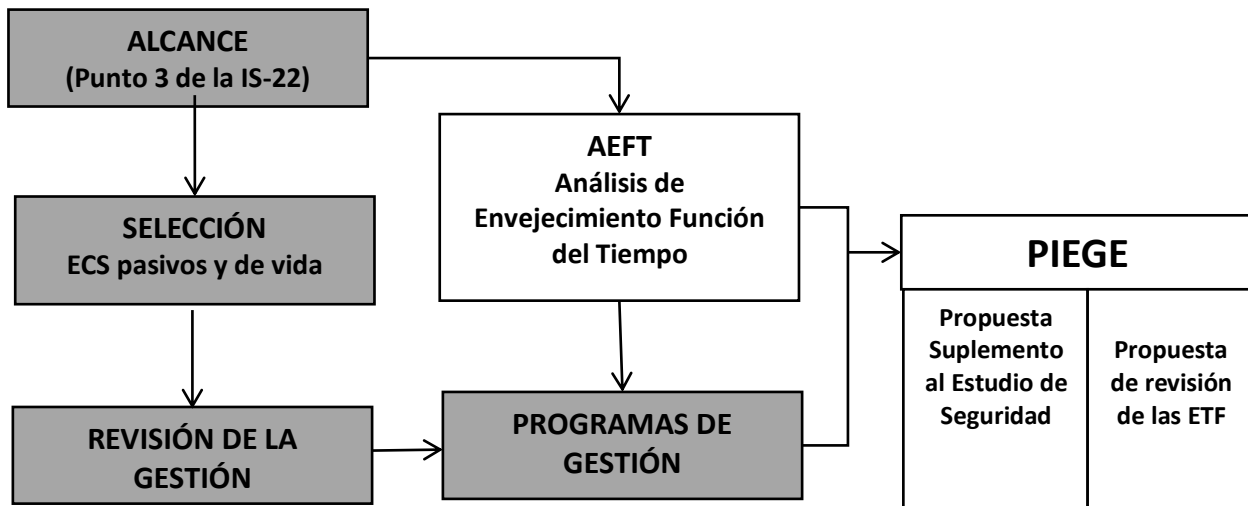 ALCANCE
(Punto 3 de la IS-22)
SELECCIÓN
ECS pasivos y de vida
REVISIÓN DE LA
GESTIÓN
AEFT
Análisis de
Envejecimiento Función
del Tiempo
PROGRAMAS DE
GESTIÓN
PIEGE
Propuesta
Suplemento
al Estudio de
Seguridad
Propuesta
de revisión
de las ETF